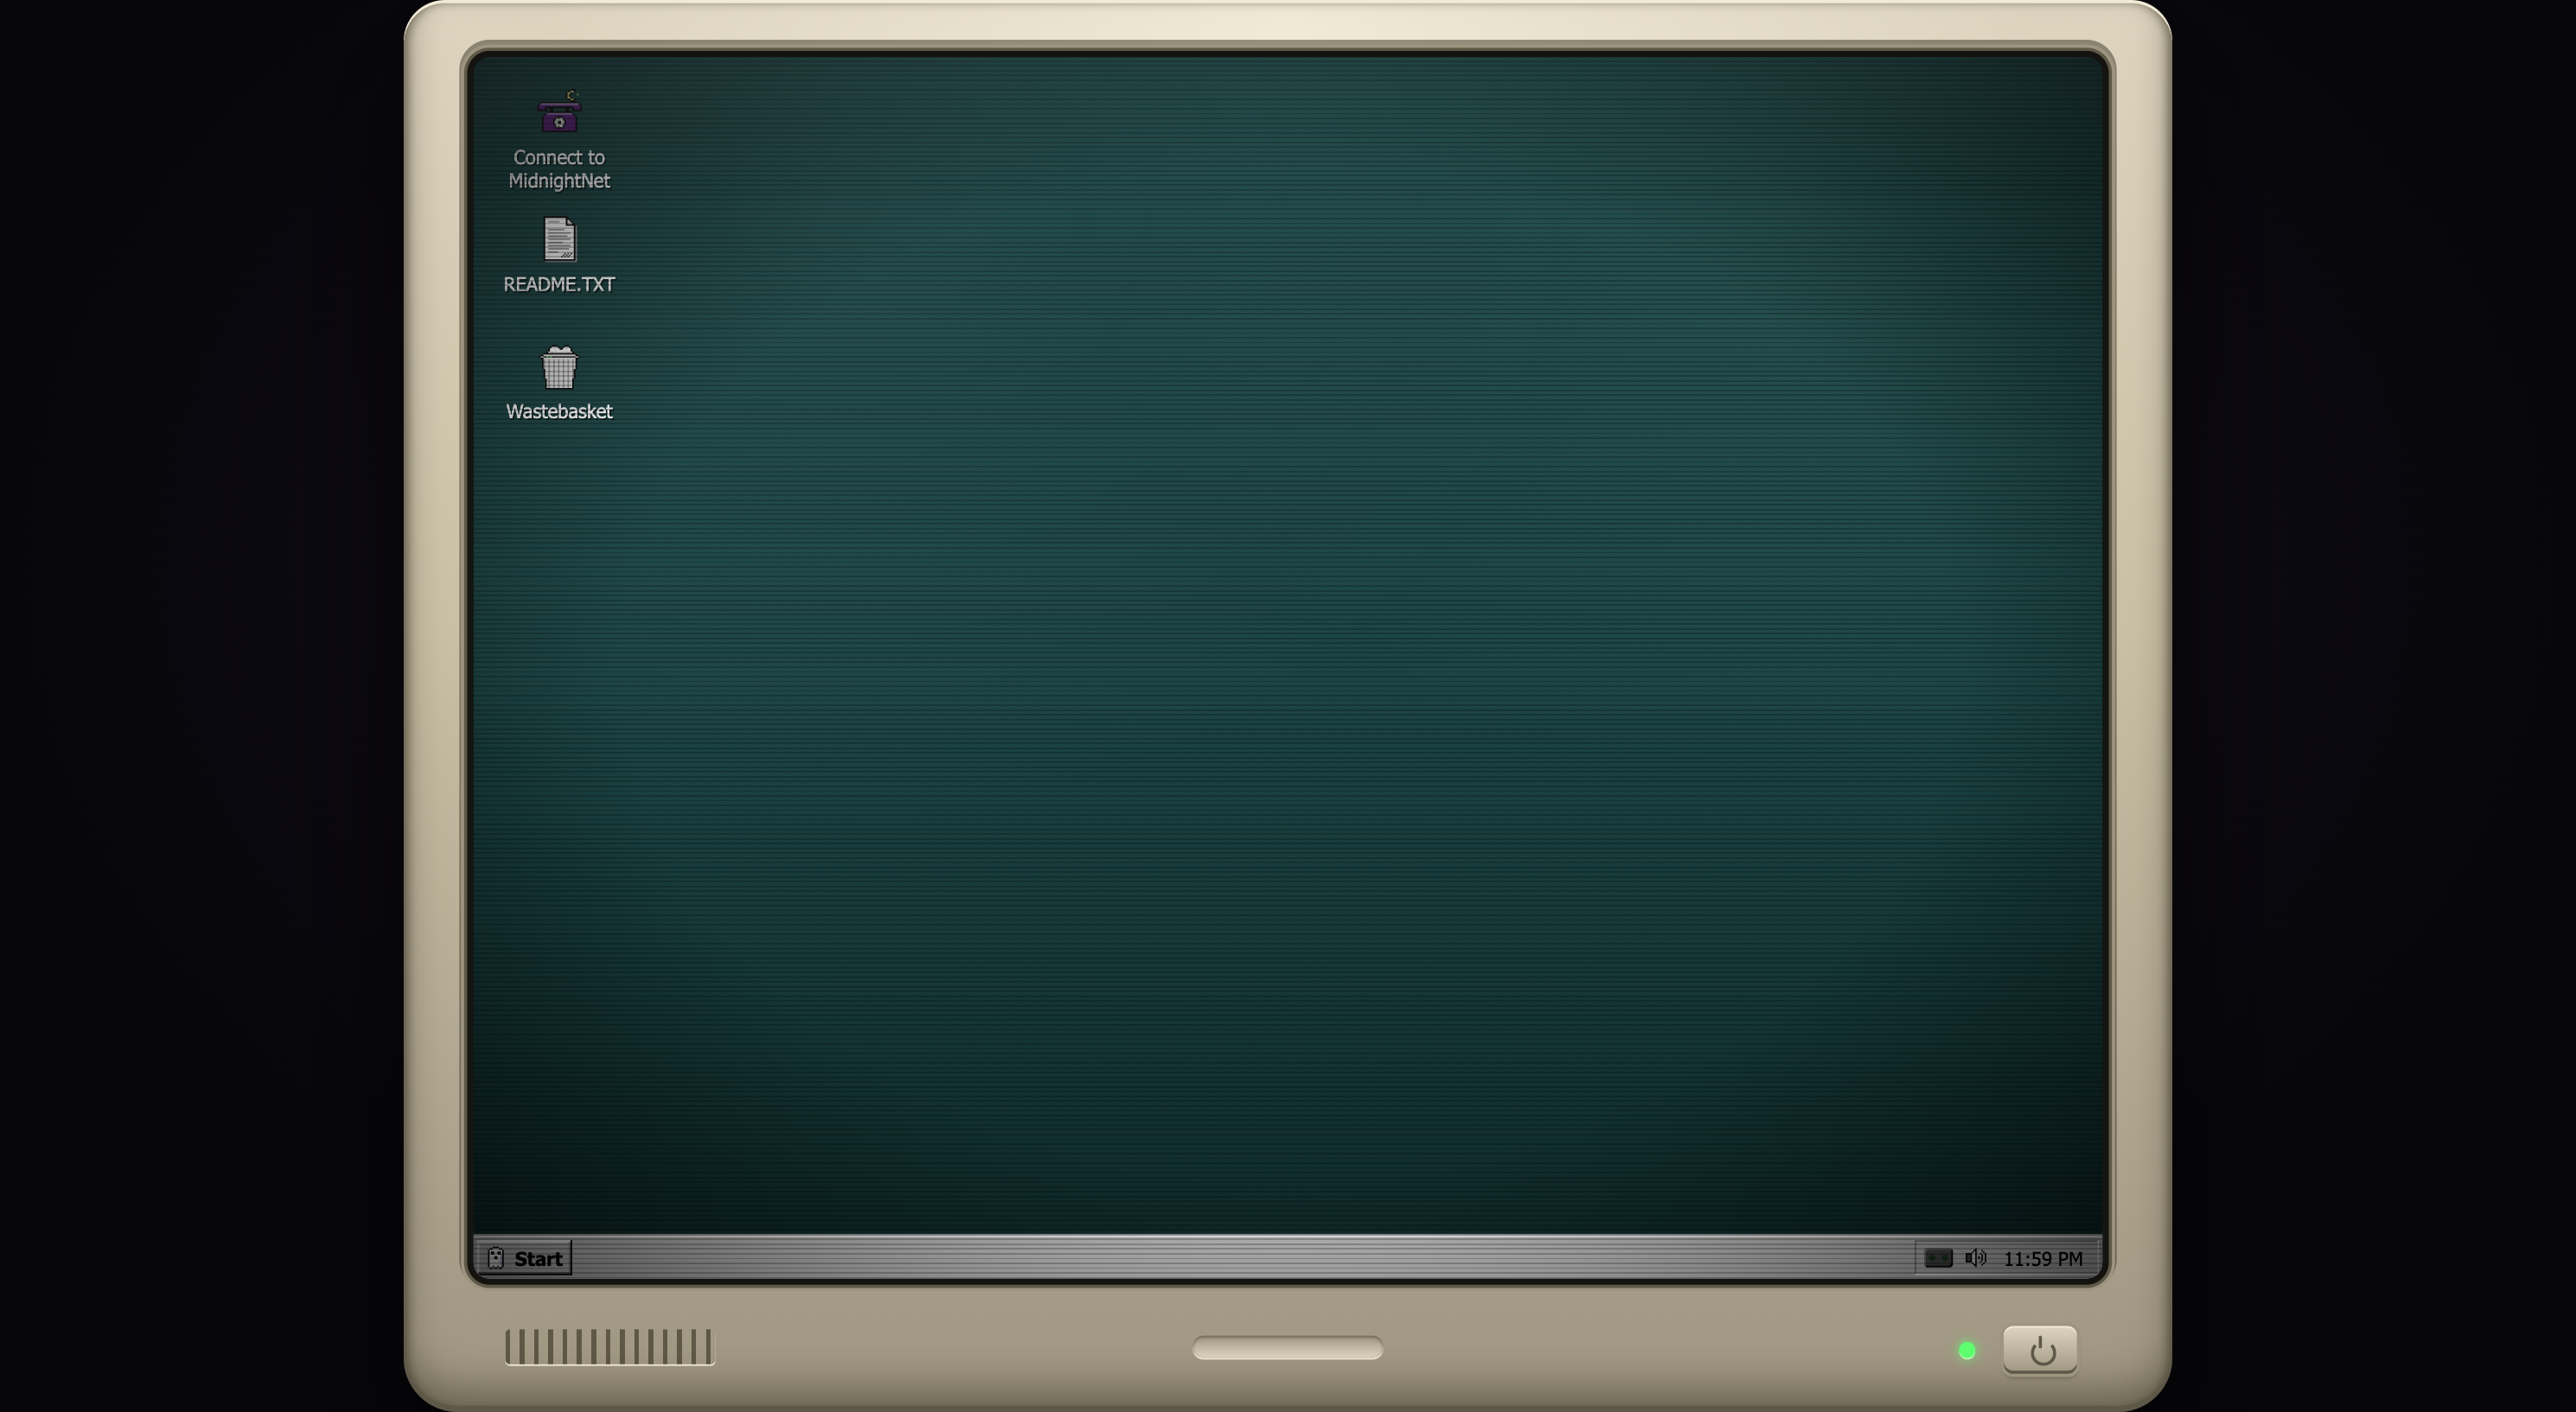 Connect to
MidnightNet
README.TXT
Wastebasket
Start
11:59 PM